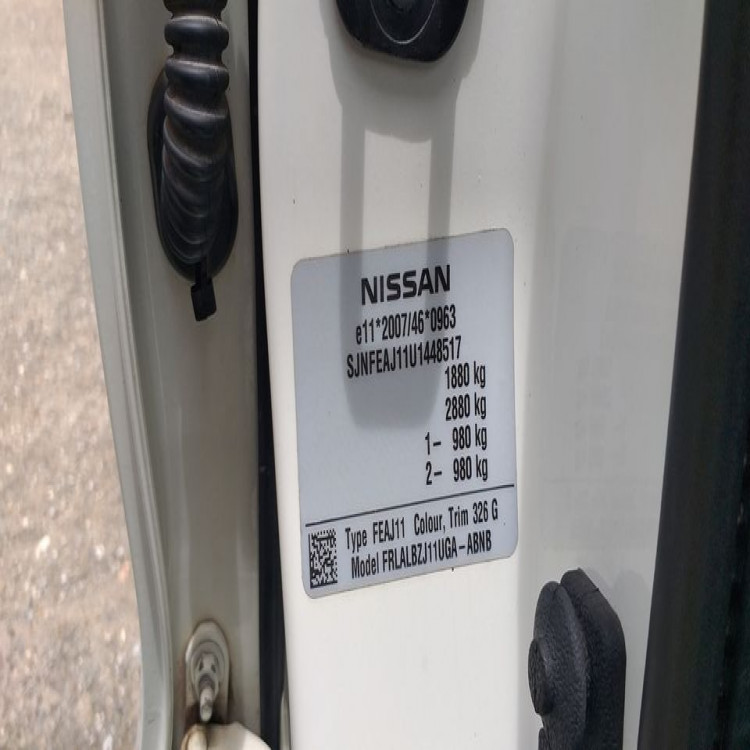 NISSAN
e11*2007/46*0963
SJNFEAJ11U1448517
1880 kg
2880 kg
1- 980 kg
2- 980 kg
Type FEAJ11 Colour, Trim 326 G
Model FRLALBZJ11UGA-ABNB